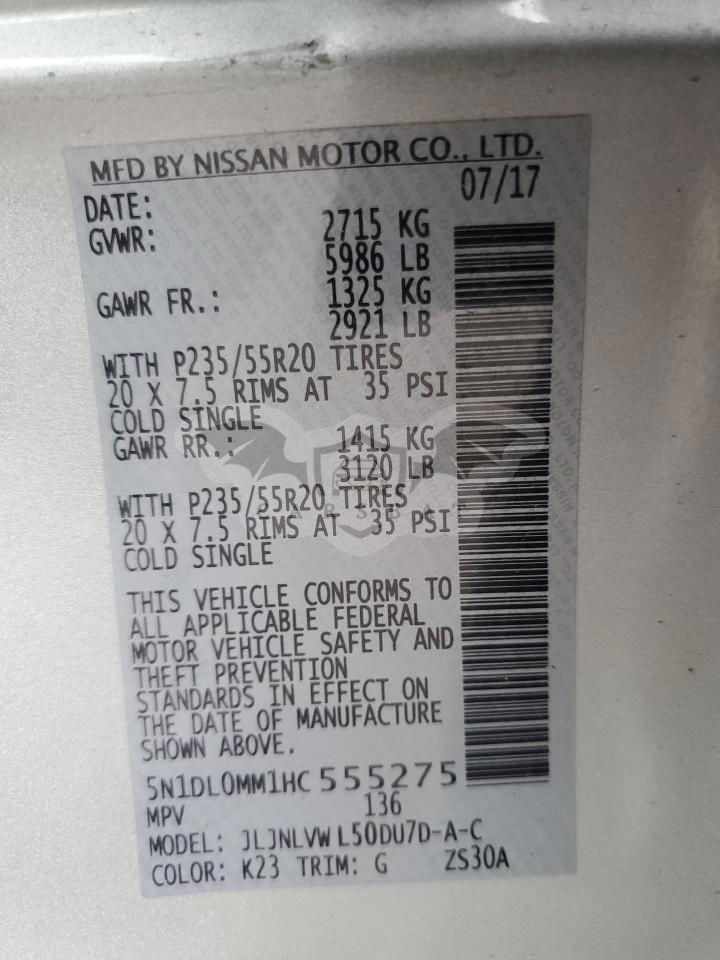 MFD BY NISSAN MOTOR CO., LTD.
DATE: 07/17
GVWR: 2715 KG
5986 LB
GAWR FR.: 1325 KG
2921 LB
WITH P235/55R20 TIRES
20 X 7.5 RIMS AT 35 PSI
COLD SINGLE
GAWR RR.: 1415 KG
3120 LB
WITH P235/55R20 TIRES
20 X 7.5 RIMS AT 35 PSI
COLD SINGLE
THIS VEHICLE CONFORMS TO
ALL APPLICABLE FEDERAL
MOTOR VEHICLE SAFETY AND
THEFT PREVENTION
STANDARDS IN EFFECT ON
THE DATE OF MANUFACTURE
SHOWN ABOVE.
5N1DL0MM1HC555275
MPV 136
MODEL: JLJNLVWL50DU7D-A-C
COLOR: K23 TRIM: G ZS30A